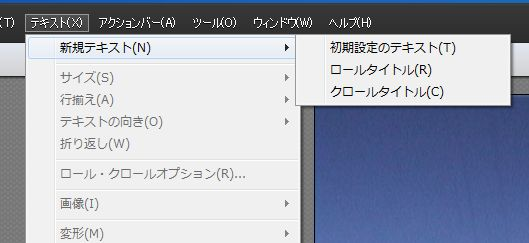 (T) テキスト(X) アクションバー(A) ツール(O) ウィンドウ(W) ヘルプ(H)
新規テキスト(N)
初期設定のテキスト(T)
ロールタイトル(R)
クロールタイトル(C)
サイズ(S)
行揃え(A)
テキストの向き(O)
折り返し(W)
ロール・クロールオプション(R)...
画像(I)
変形(M)